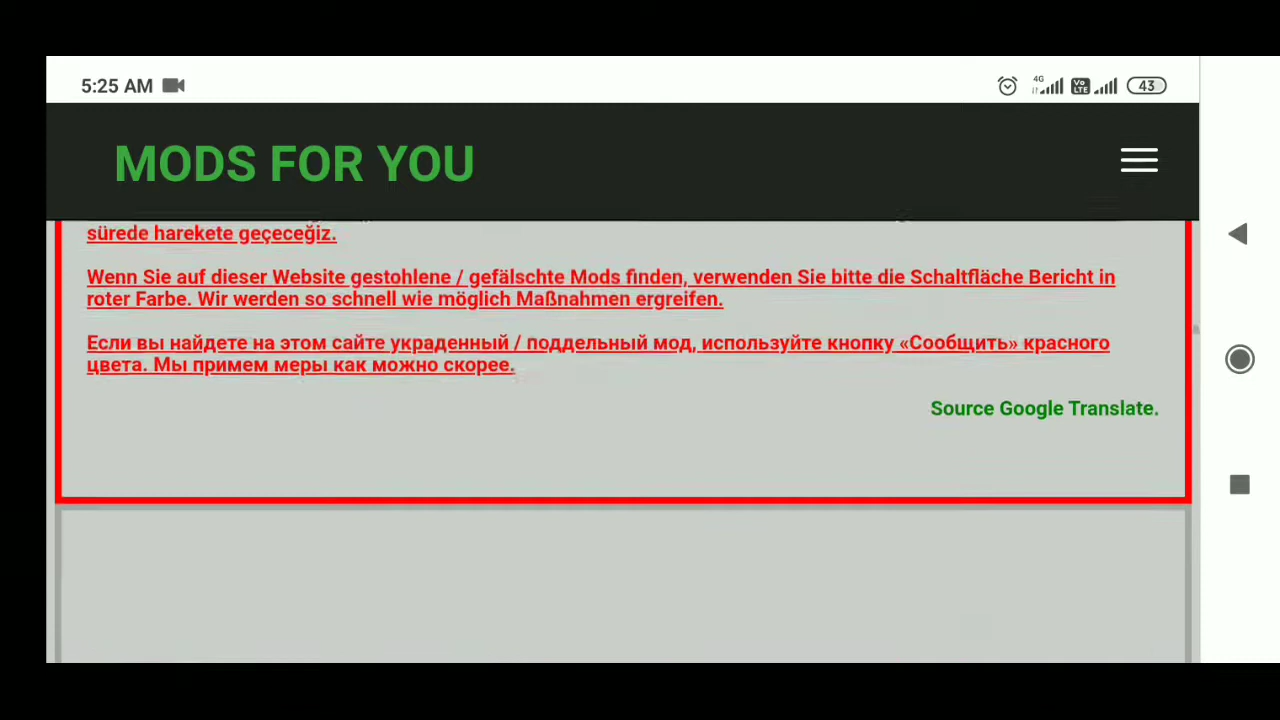 5:25 AM
4G
Vo
LTE
43
MODS FOR YOU
sürede harekete geçeceğiz.
Wenn Sie auf dieser Website gestohlene / gefälschte Mods finden, verwenden Sie bitte die Schaltfläche Bericht in
roter Farbe. Wir werden so schnell wie möglich Maßnahmen ergreifen.
Если вы найдете на этом сайте украденный / поддельный мод, используйте кнопку «Сообщить» красного
цвета. Мы примем меры как можно скорее.
Source Google Translate.